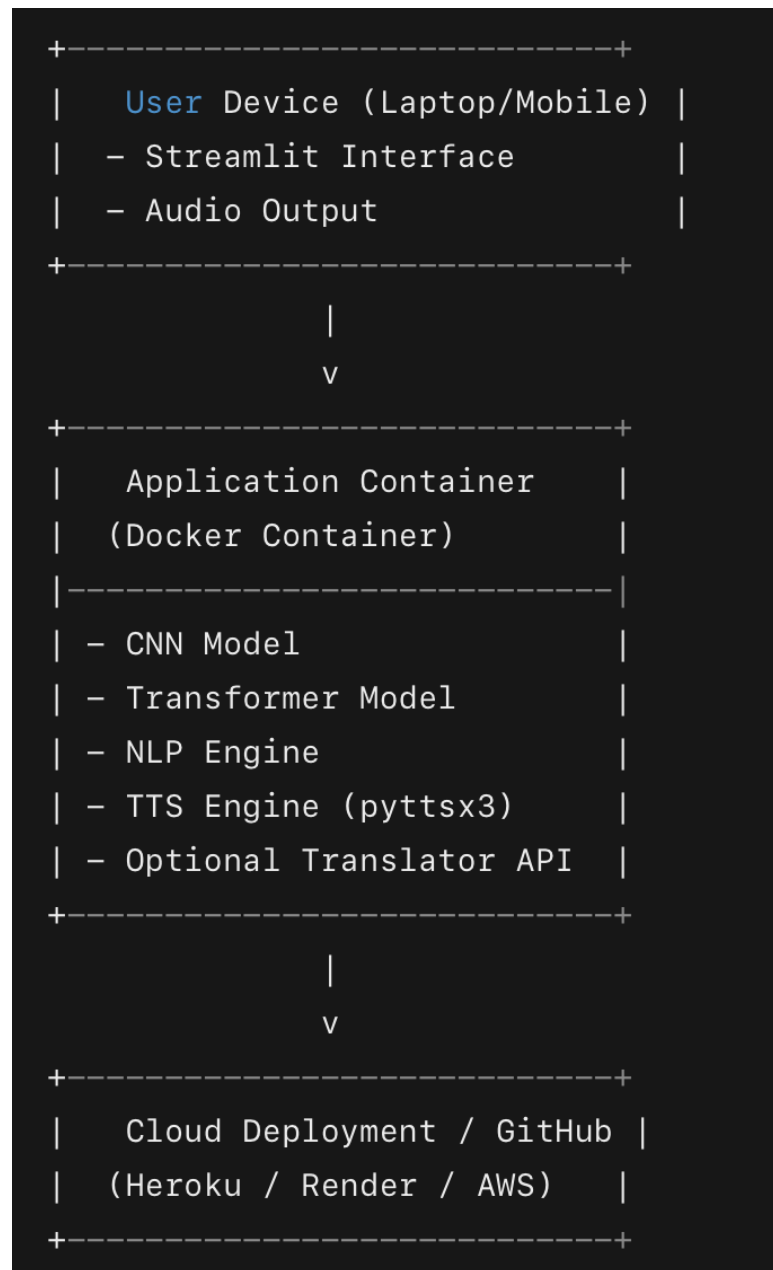 +----------------------------+
|   User Device (Laptop/Mobile) |
|  - Streamlit Interface        |
|  - Audio Output               |
+----------------------------+
              |
              v
+----------------------------+
|   Application Container    |
|  (Docker Container)        |
|----------------------------|
| - CNN Model                |
| - Transformer Model        |
| - NLP Engine               |
| - TTS Engine (pyttsx3)     |
| - Optional Translator API  |
+----------------------------+
              |
              v
+----------------------------+
|   Cloud Deployment / GitHub |
|  (Heroku / Render / AWS)   |
+----------------------------+